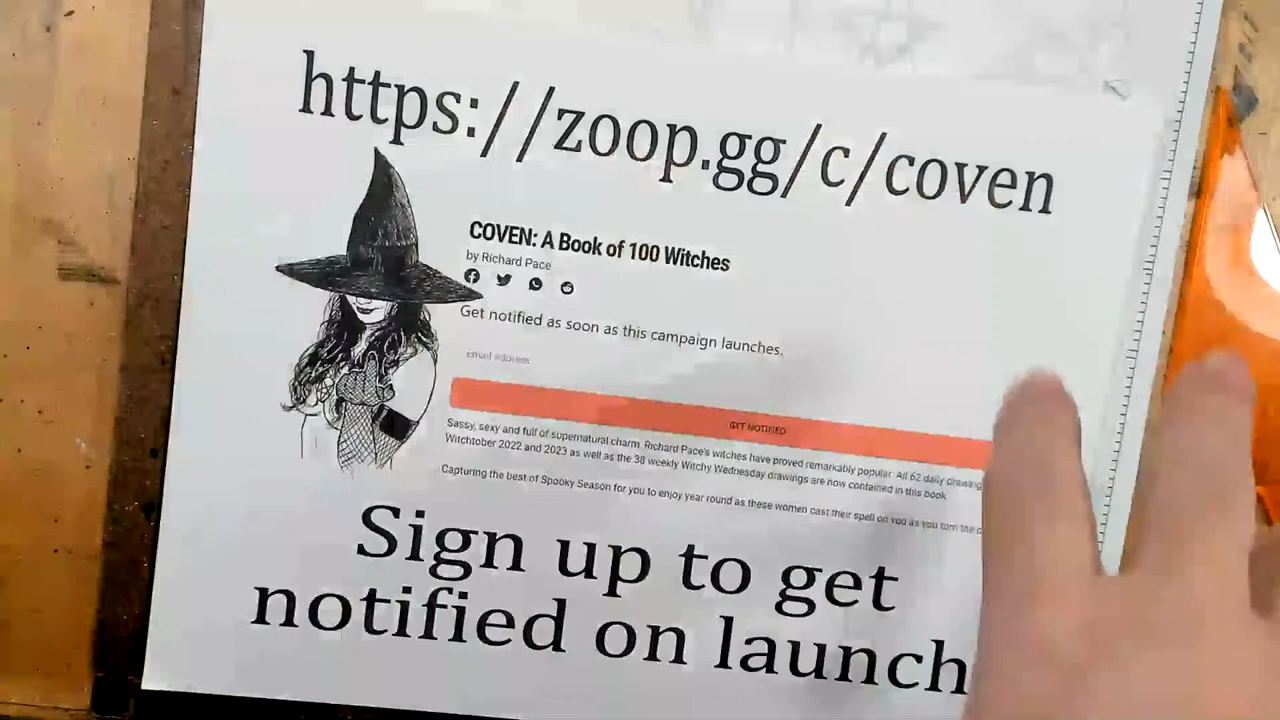 https://zoop.gg/c/coven
COVEN: A Book of 100 Witches
by Richard Pace
Get notified as soon as this campaign launches.
Email address
GET NOTIFIED
Sassy, sexy and full of supernatural charm, Richard Pace's witches have proved remarkably popular. All 62 daily drawing
Witchtober 2022 and 2023 as well as the 38 weekly Witchy Wednesday drawings are now contained in this book.
Capturing the best of Spooky Season for you to enjoy year round as these women cast their spell on you as you turn the
Sign up to get
notified on launch